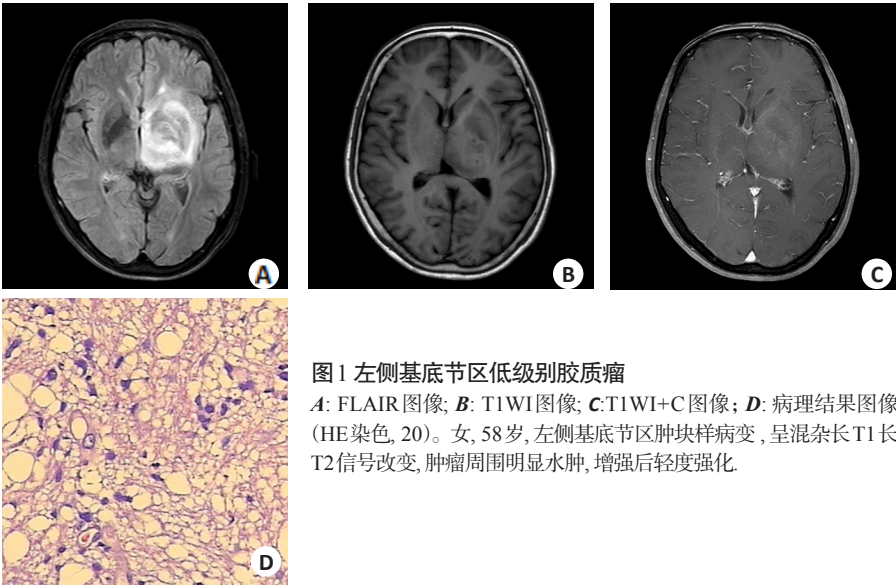 A
B
C
D
图1 左侧基底节区低级别胶质瘤
A: FLAIR图像; B: T1WI图像; C:T1WI+C图像; D: 病理结果图像
(HE染色, 20)。女, 58岁, 左侧基底节区肿块样病变, 呈混杂长T1长
T2信号改变, 肿瘤周围明显水肿, 增强后轻度强化.